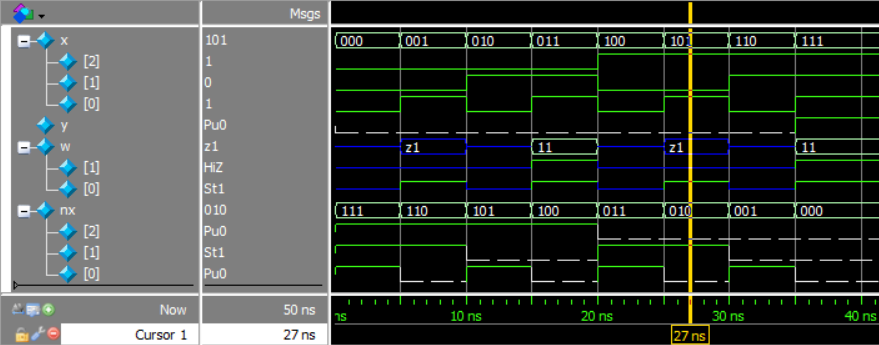 Msgs
x 101 000 001 010 011 100 101 110 111
[2] 1
[1] 0
[0] 1
y Pu0
w z1 z1 11 z1 11
[1] HiZ
[0] St1
nx 010 111 110 101 100 011 010 001 000
[2] Pu0
[1] St1
[0] Pu0
Now 50 ns ns 10 ns 20 ns 30 ns 40 ns
Cursor 1 27 ns 27 ns